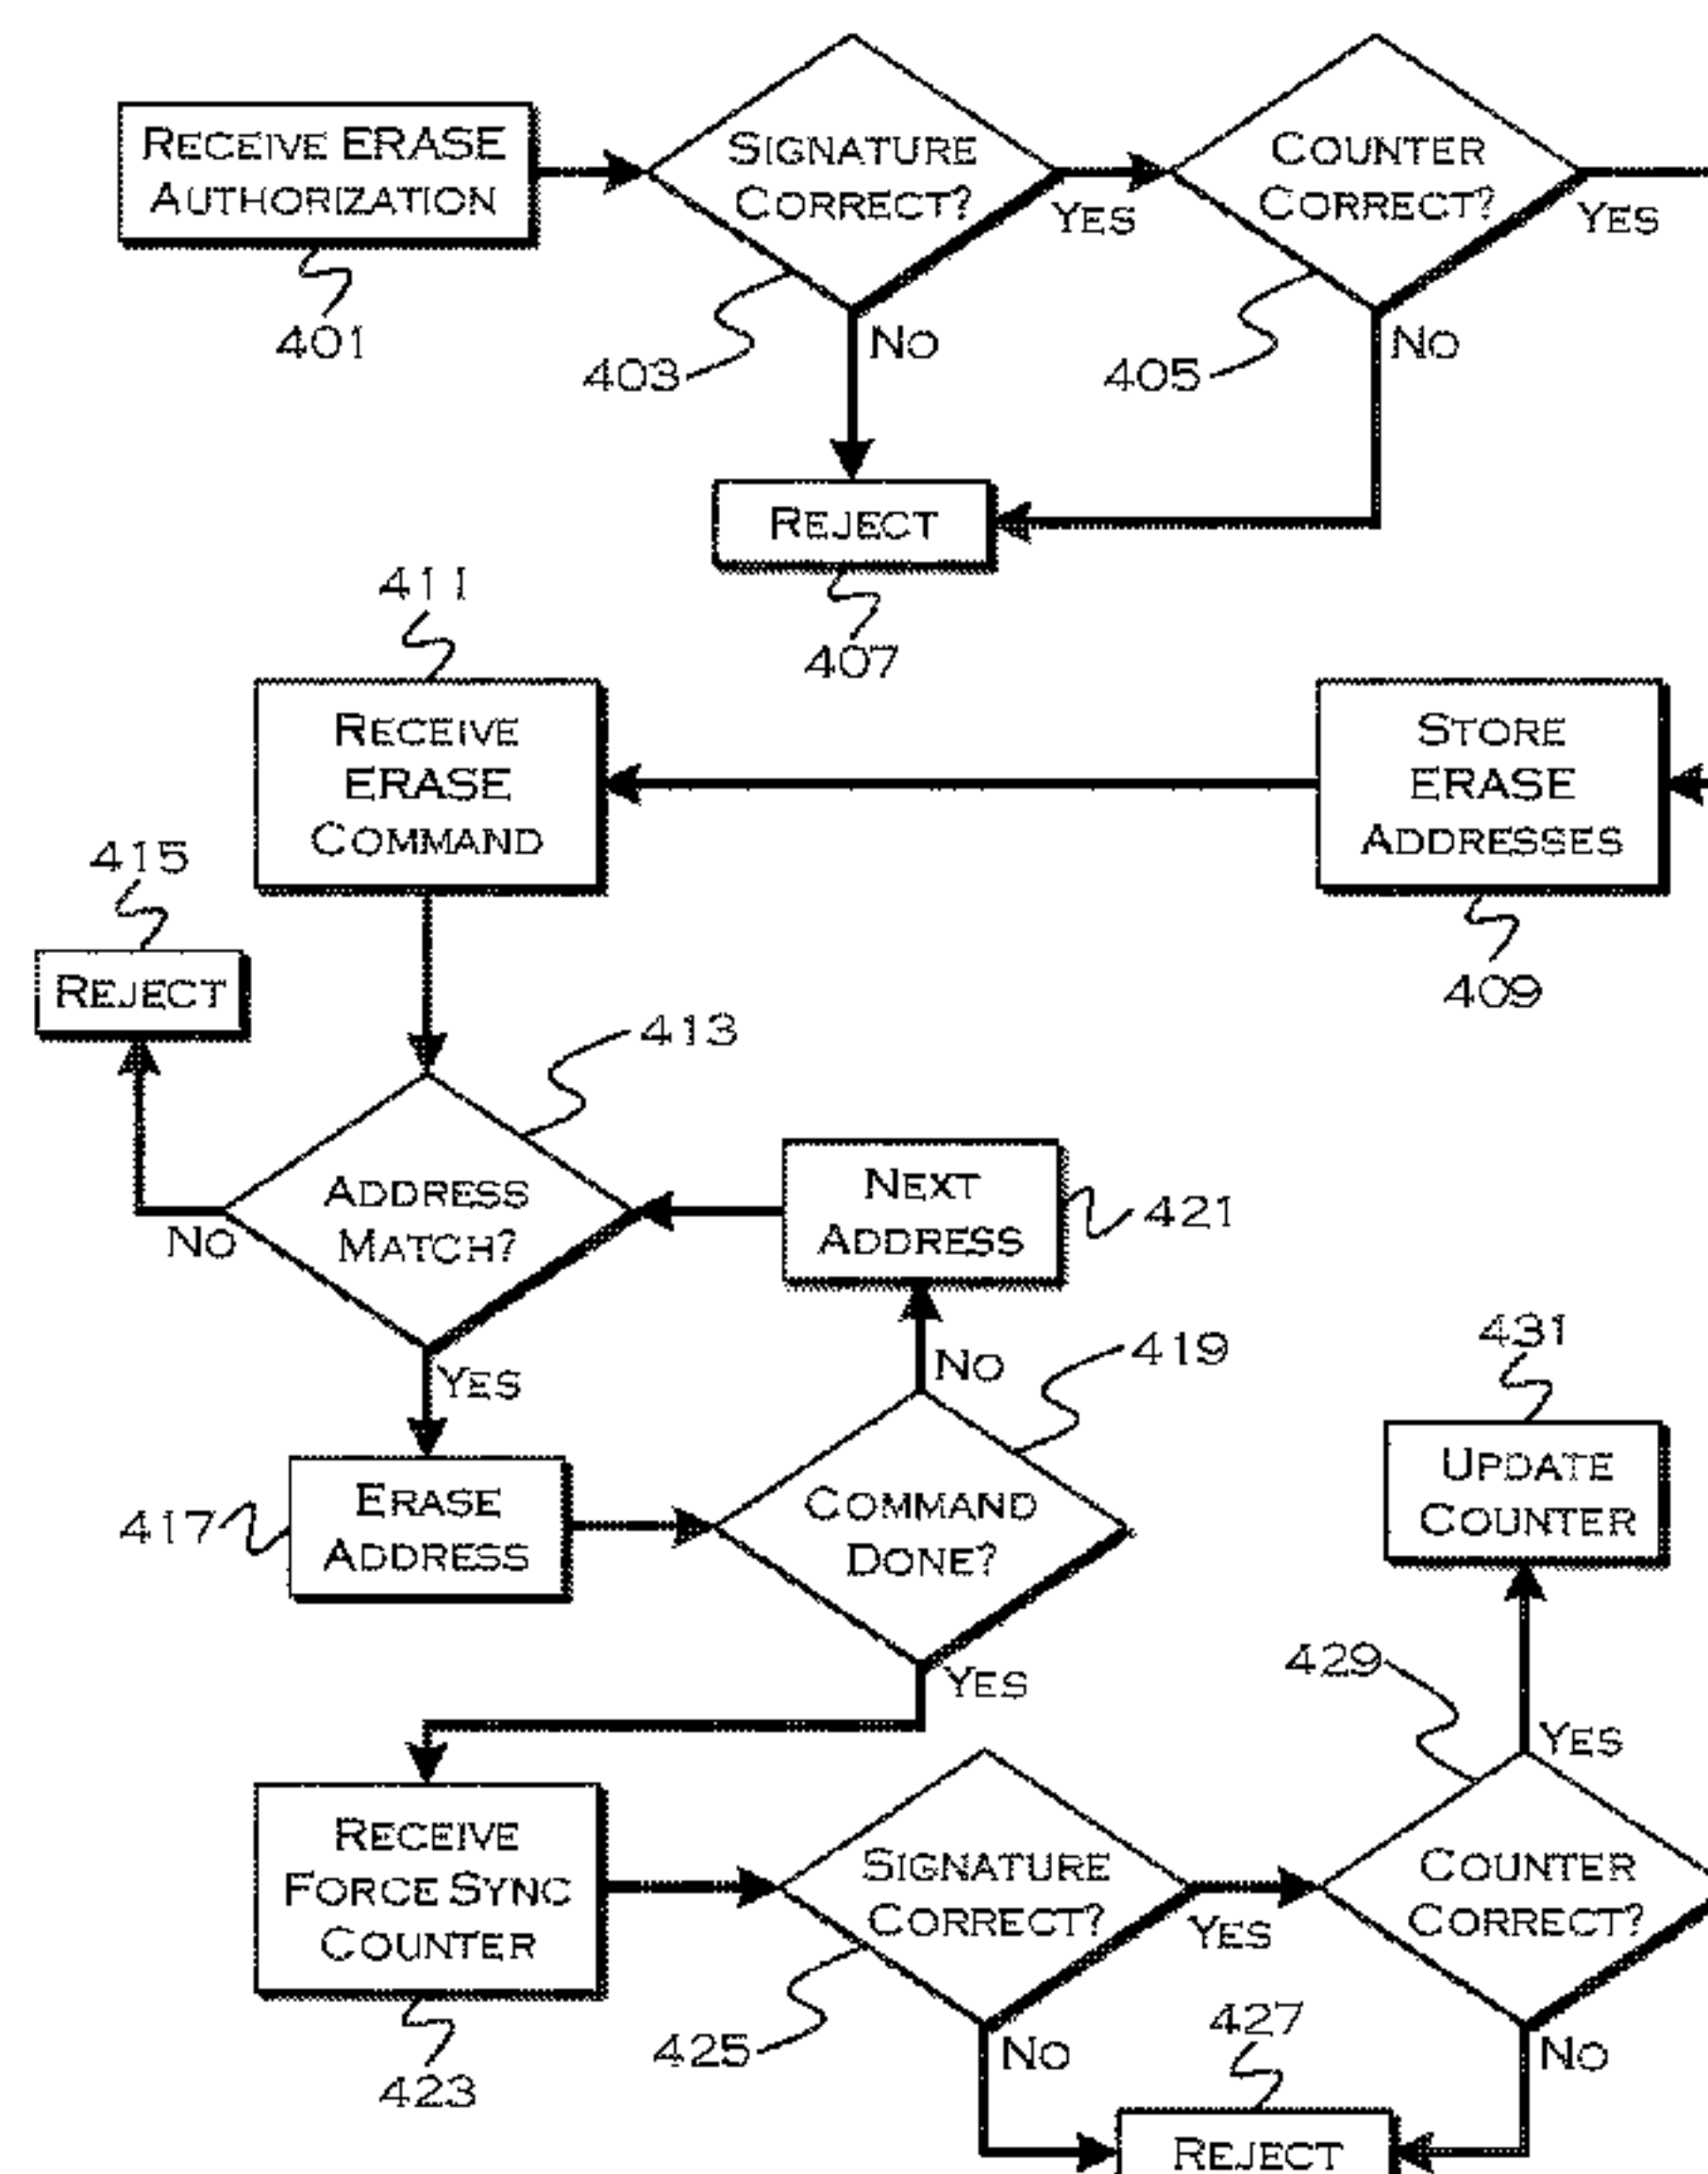 RECEIVE ERASE
AUTHORIZATION
401
SIGNATURE
CORRECT?
YES
NO
403
COUNTER
CORRECT?
YES
NO
405
REJECT
407
411
RECEIVE
ERASE
COMMAND
STORE
ERASE
ADDRESSES
409
415
REJECT
413
ADDRESS
MATCH?
NO
YES
NEXT
ADDRESS
421
NO
419
431
UPDATE
COUNTER
ERASE
ADDRESS
417
COMMAND
DONE?
YES
429
YES
RECEIVE
FORCE SYNC
COUNTER
423
SIGNATURE
CORRECT?
YES
NO
425
COUNTER
CORRECT?
NO
427
REJECT